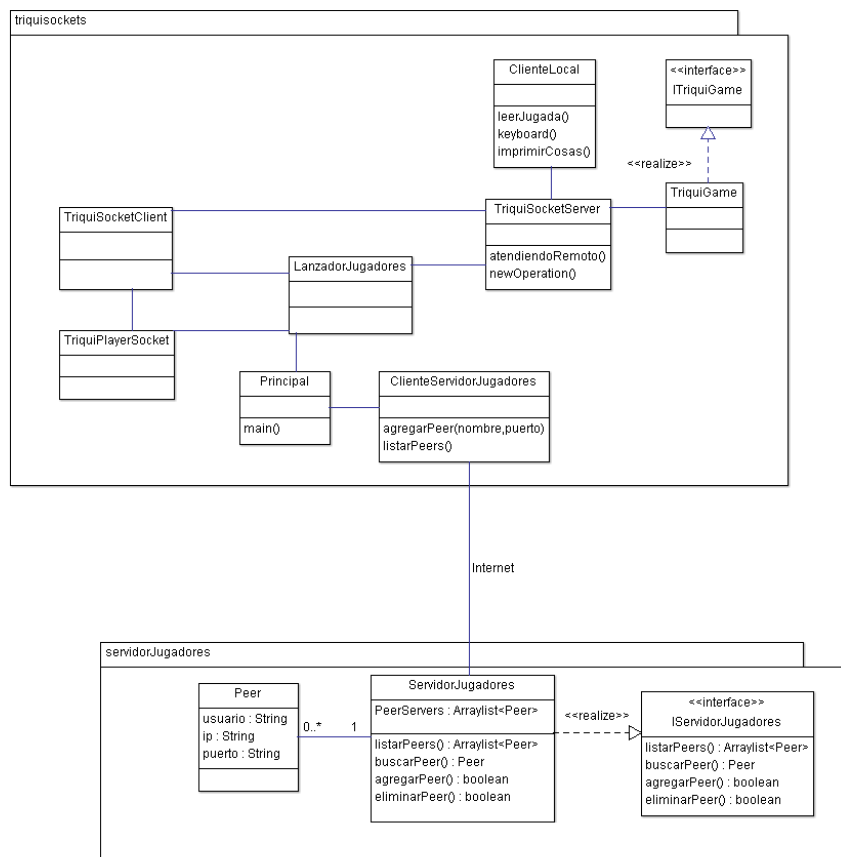 triquisockets
ClienteLocal
leerJugada()
keyboard()
imprimirCosas()
<<interface>>
ITriquiGame
<<realize>>
TriquiGame
TriquiSocketClient
TriquiSocketServer
atendiendoRemoto()
newOperation()
LanzadorJugadores
TriquiPlayerSocket
Principal
main()
ClienteServidorJugadores
agregarPeer(nombre,puerto)
listarPeers()
Internet
servidorJugadores
Peer
usuario : String
ip : String
puerto : String
0..*
1
ServidorJugadores
PeerServers : Arraylist<Peer>
listarPeers() : Arraylist<Peer>
buscarPeer() : Peer
agregarPeer() : boolean
eliminarPeer() : boolean
<<realize>>
<<interface>>
IServidorJugadores
listarPeers() : Arraylist<Peer>
buscarPeer() : Peer
agregarPeer() : boolean
eliminarPeer() : boolean